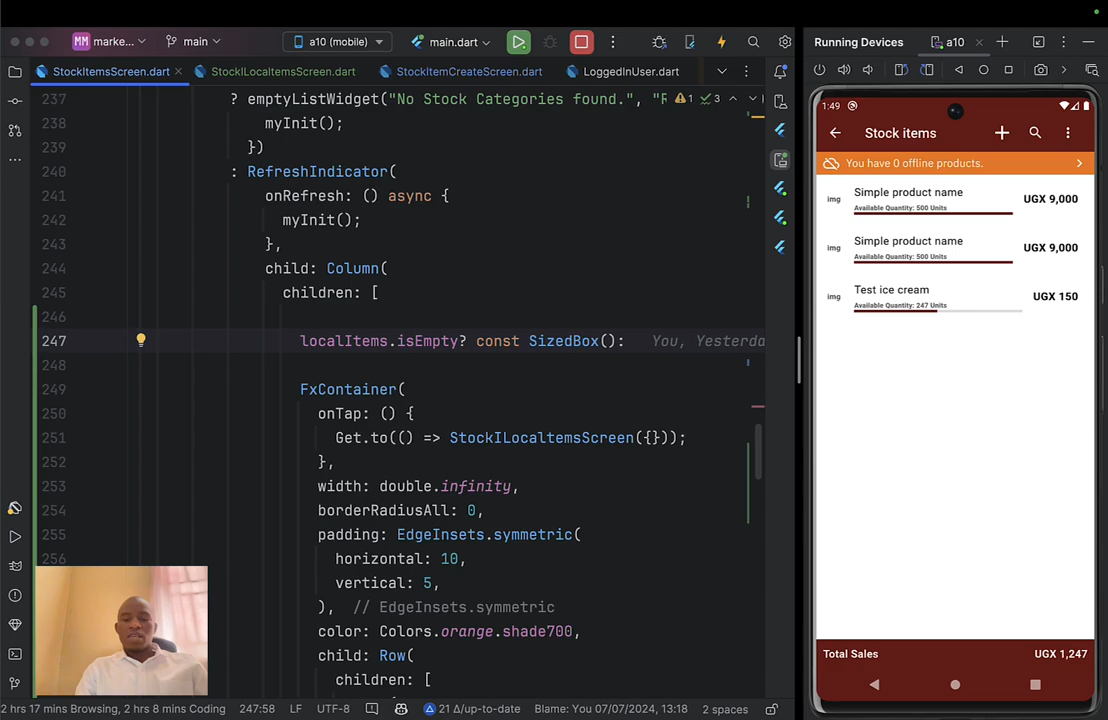 MM marke... main a10 (mobile) main.dart
StockItemsScreen.dart StockILocaltemsScreen.dart StockItemCreateScreen.dart LoggedInUser.dart
237 ? emptyListWidget("No Stock Categories found.", "R 1 3
238 myInit();
239 })
240 : RefreshIndicator(
241 onRefresh: () async {
242 myInit();
243 },
244 child: Column(
245 children: [
246
247 localItems.isEmpty? const SizedBox(): You, Yesterda
248
249 FxContainer(
250 onTap: () {
251 Get.to(() => StockILocaltemsScreen({}));
252 },
253 width: double.infinity,
254 borderRadiusAll: 0,
255 padding: EdgeInsets.symmetric(
256 horizontal: 10,
vertical: 5,
), // EdgeInsets.symmetric
color: Colors.orange.shade700,
child: Row(
children: [
2 hrs 17 mins Browsing, 2 hrs 8 mins Coding 247:58 LF UTF-8 21 Δ/up-to-date Blame: You 07/07/2024, 13:18 2 spaces
Running Devices a10
1:49
Stock items
You have 0 offline products.
img Simple product name UGX 9,000
Available Quantity: 500 Units
img Simple product name UGX 9,000
Available Quantity: 500 Units
img Test ice cream UGX 150
Available Quantity: 247 Units
Total Sales UGX 1,247